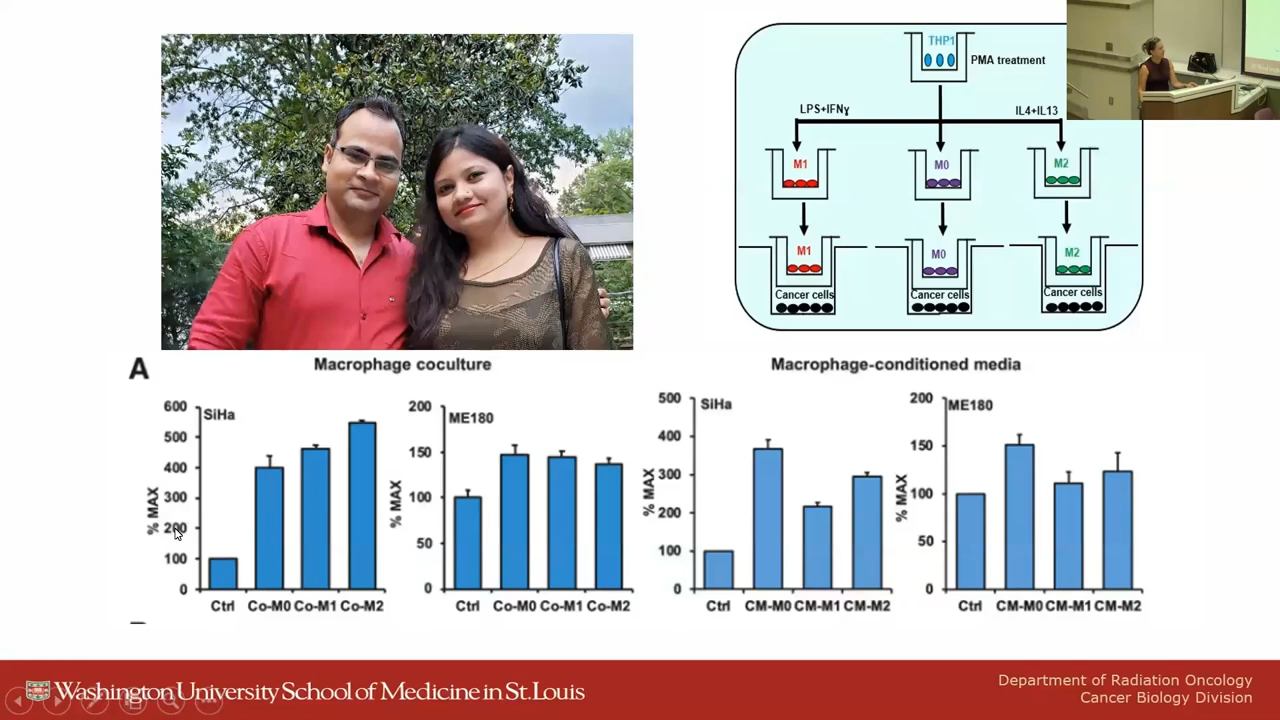 THP1
PMA treatment
LPS+IFNɣ
IL4+IL13
M1
M0
M2
M1
M0
M2
Cancer cells
Cancer cells
Cancer cells
A
Macrophage coculture
Macrophage-conditioned media
SiHa
% MAX
600
500
400
300
200
100
0
Ctrl Co-M0 Co-M1 Co-M2
ME180
% MAX
200
150
100
50
0
Ctrl Co-M0 Co-M1 Co-M2
SiHa
% MAX
500
400
300
200
100
0
Ctrl CM-M0 CM-M1 CM-M2
ME180
% MAX
200
150
100
50
0
Ctrl CM-M0 CM-M1 CM-M2
Washington University School of Medicine in St. Louis
Department of Radiation Oncology
Cancer Biology Division